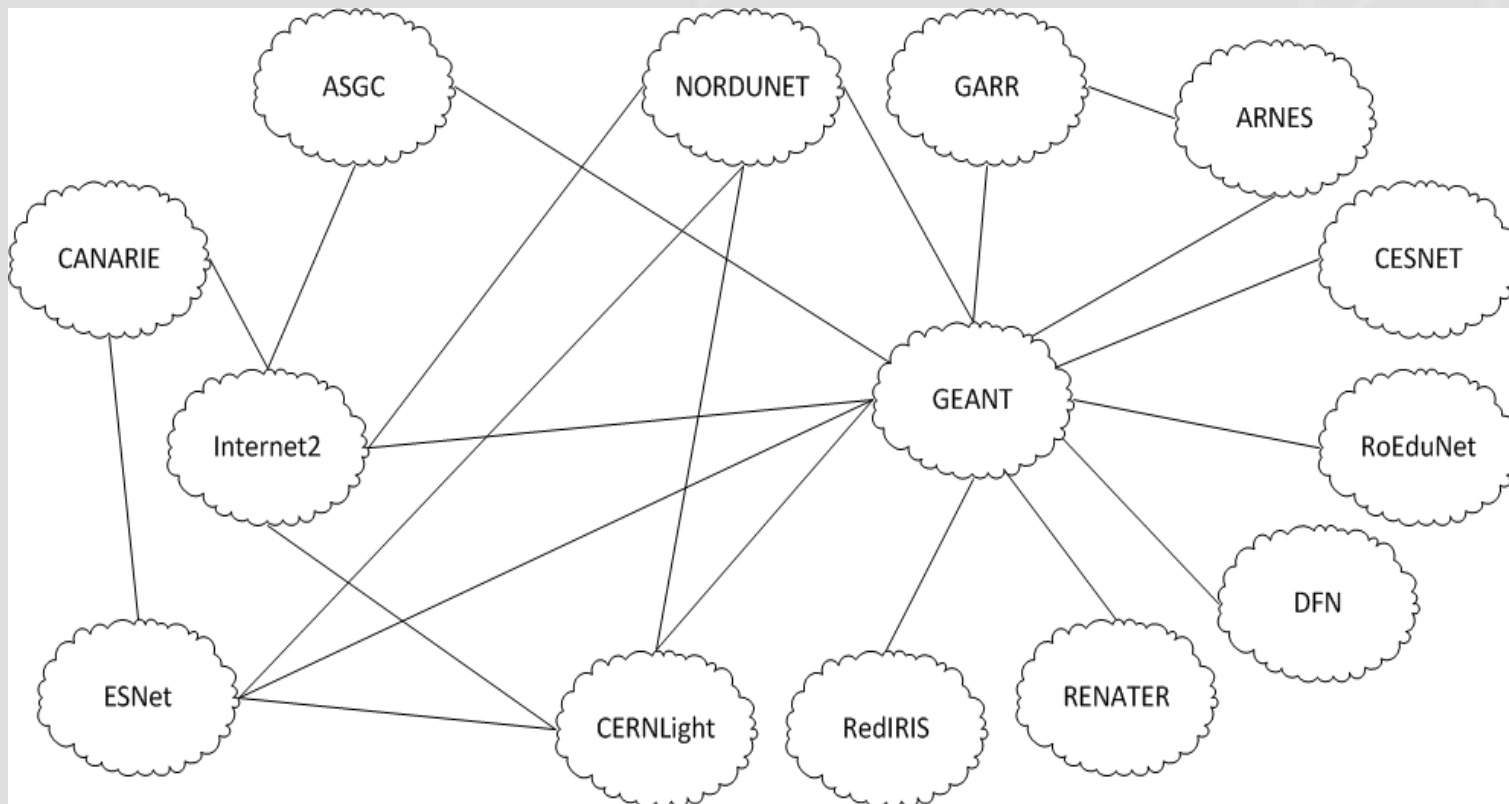 ASGC
NORDUNET
GARR
ARNES
CANARIE
CESNET
GEANT
Internet2
RoEduNet
DFN
ESNet
CERNLight
RedIRIS
RENATER